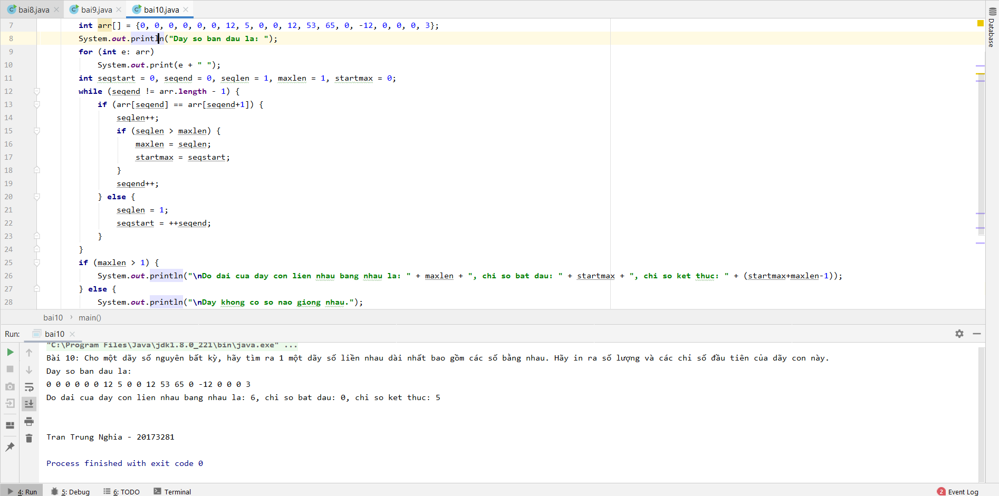 bai8.java bai9.java bai10.java
7 int arr[] = {0, 0, 0, 0, 0, 0, 12, 5, 0, 0, 12, 53, 65, 0, -12, 0, 0, 0, 3};
8 System.out.println("Day so ban dau la: ");
9 for (int e: arr)
10 System.out.print(e + " ");
11 int seqstart = 0, seqend = 0, seqlen = 1, maxlen = 1, startmax = 0;
12 while (seqend != arr.length - 1) {
13 if (arr[seqend] == arr[seqend+1]) {
14 seqlen++;
15 if (seqlen > maxlen) {
16 maxlen = seqlen;
17 startmax = seqstart;
18 }
19 seqend++;
20 } else {
21 seqlen = 1;
22 seqstart = ++seqend;
23 }
24 }
25 if (maxlen > 1) {
26 System.out.println("\nDo dai cua day con lien nhau bang nhau la: " + maxlen + ", chi so bat dau: " + startmax + ", chi so ket thuc: " + (startmax+maxlen-1));
27 } else {
28 System.out.println("\nDay khong co so nao giong nhau.");
Database
bai10 › main()
Run: bai10
"C:\Program Files\Java\jdk1.8.0_221\bin\java.exe" ...
Bài 10: Cho một dãy số nguyên bất kỳ, hãy tìm ra 1 một dãy số liền nhau dài nhất bao gồm các số bằng nhau. Hãy in ra số lượng và các chỉ số đầu tiên của dãy con này.
Day so ban dau la:
0 0 0 0 0 0 12 5 0 0 12 53 65 0 -12 0 0 0 3
Do dai cua day con lien nhau bang nhau la: 6, chi so bat dau: 0, chi so ket thuc: 5
Tran Trung Nghia - 20173281
Process finished with exit code 0
4: Run 5: Debug 6: TODO Terminal 2 Event Log